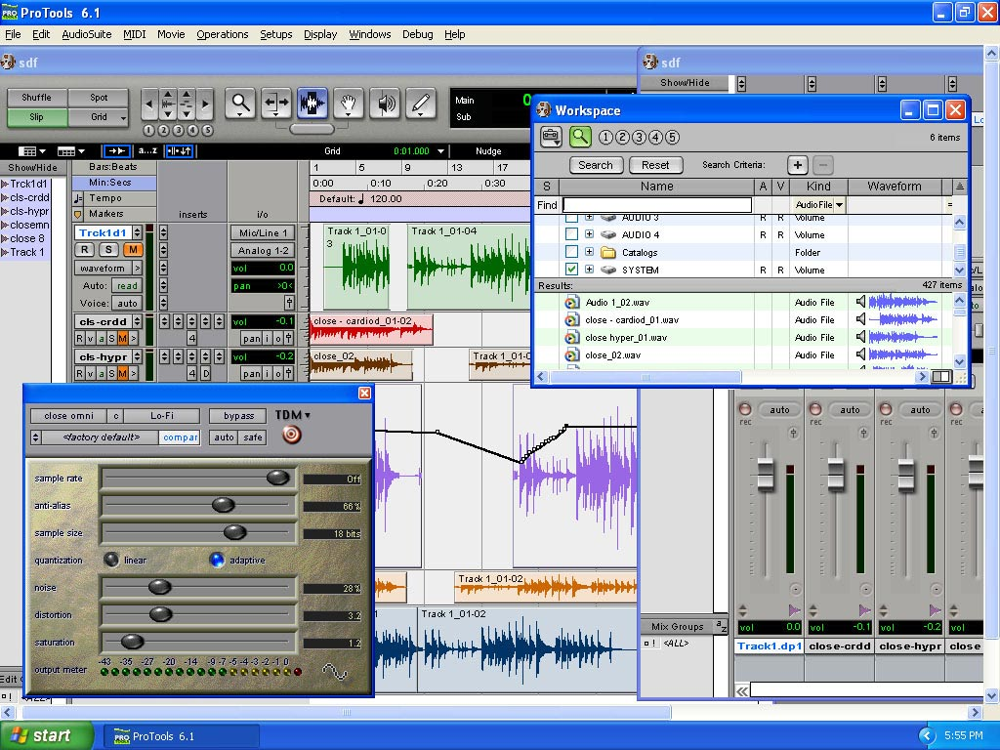 ProTools 6.1
File Edit AudioSuite MIDI Movie Operations Setups Display Windows Debug Help
sdf
Shuffle Spot
Slip Grid
1 2 3 4 5
Main
Sub
a...z
Grid 0:01.000 Nudge
Show/Hide
Trck1d1
cls-crdd
cls-hypr
closemn
close 8
Track 1
Bars:Beats
Min:Secs
Tempo
Markers
inserts
i/o
1 5 9 13 17
0:00 0:10 0:20 0:30
Default: 120.00
Trck1d1
R S M
waveform
Auto: read
Voice: auto
Mic/Line 1
Analog 1-2
vol 0.0
pan >0<
Track 1_01-0
3
Track 1_01-04
cls-crdd
R v a S M
4
vol -0.1
pan i o
close - cardiod_01-02
cls-hypr
R v a S M
4 D
vol -0.2
pan i o
close_02
Track 1_01-0
Track 1_01-02
Track 1_01-02
sdf
Show/Hide
Workspace
1 2 3 4 5
6 items
Search Reset Search Criteria: + -
S Name A V Kind Waveform
Find Audio File =
AUDIO 3 R R Volume
AUDIO 4 R R Volume
Catalogs Folder
SYSTEM R R Volume
Results: 427 items
Audio 1_02.wav Audio File
close - cardiod_01.wav Audio File
close hyper_01.wav Audio File
close_02.wav Audio File
close omni c Lo-Fi bypass TDM
<factory default> compar auto safe
sample rate Off
anti-alias 66%
sample size 18 bits
quantization linear adaptive
noise 28%
distortion 3.2
saturation 1.2
output meter -43 -35 -27 -20 -14 -9 -7 -5 -4 -3 -2 -1 0
auto auto auto
rec rec rec rec
vol 0.0 vol -0.1 vol -0.2 vol
Track1.dp1 close-crdd close-hypr close
Mix Groups a z
! <ALL>
Edit
start
PRO ProTools 6.1
5:55 PM